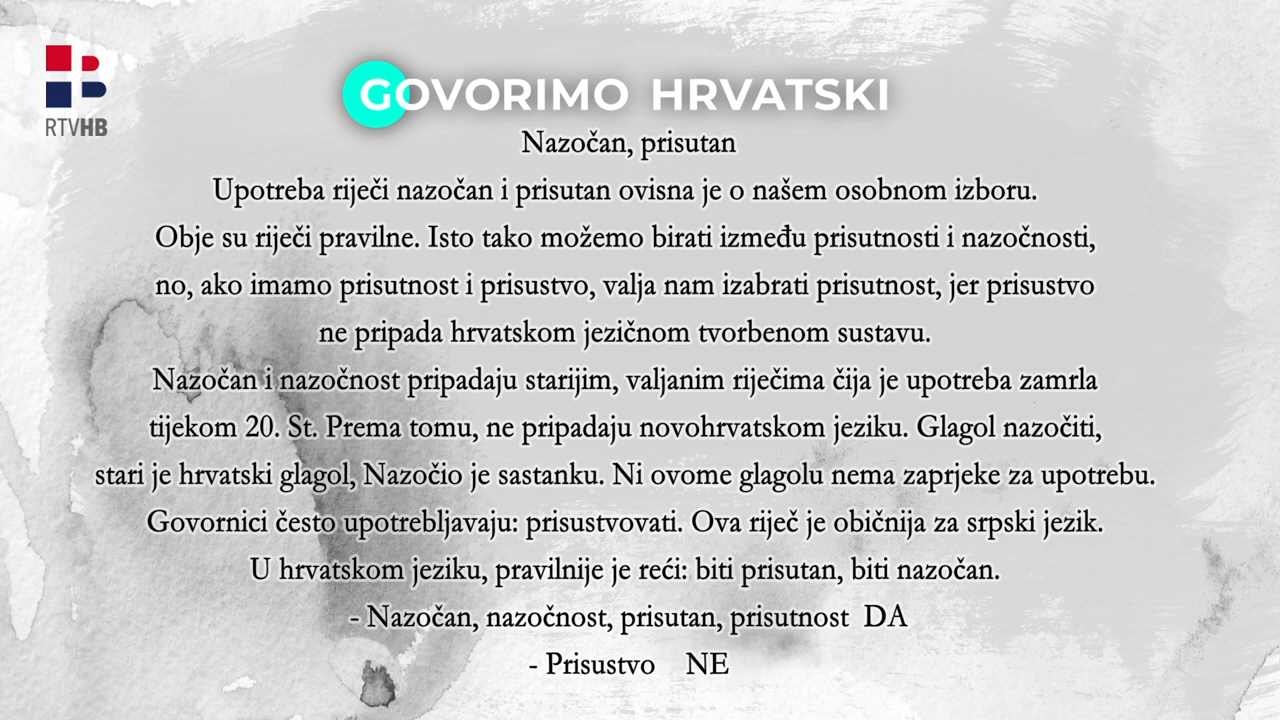 RTVHB
GOVORIMO HRVATSKI
Nazočan, prisutan
Upotreba riječi nazočan i prisutan ovisna je o našem osobnom izboru.
Obje su riječi pravilne. Isto tako možemo birati između prisutnosti i nazočnosti,
no, ako imamo prisutnost i prisustvo, valja nam izabrati prisutnost, jer prisustvo
ne pripada hrvatskom jezičnom tvorbenom sustavu.
Nazočan i nazočnost pripadaju starijim, valjanim riječima čija je upotreba zamrla
tijekom 20. St. Prema tomu, ne pripadaju novohrvatskom jeziku. Glagol nazočiti,
stari je hrvatski glagol, Nazočio je sastanku. Ni ovome glagolu nema zaprjeke za upotrebu.
Govornici često upotrebljavaju: prisustvovati. Ova riječ je običnija za srpski jezik.
U hrvatskom jeziku, pravilnije je reći: biti prisutan, biti nazočan.
- Nazočan, nazočnost, prisutan, prisutnost DA
- Prisustvo NE